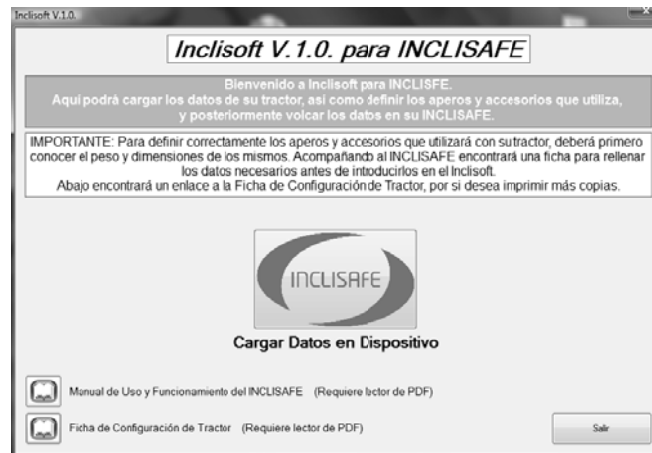 Inclisoft V.1.0.
Inclisoft V.1.0. para INCLISAFE
Bienvenido a Inclisoft para INCLISFE.
Aqui podrá cargar los datos de su tractor, asi como definir los aperos y accesorios que utiliza,
y posteriormente volcar los datos en su INCLISAFE.
IMPORTANTE: Para definir correctamente los aperos y accesorios que utilizará con sutractor, deberá primero
conocer el peso y dimensiones de los mismos. Acompañando al INCLISAFE encontrará una ficha para rellenar
los datos necesarios antes de intoducirlos en el Inclisoft.
Abajo encontrará un enlace a la Ficha de Configuración de Tractor, por si desea imprimir más copias.
INCLISAFE
Cargar Datos en Dispositivo
Manual de Uso y Funcionamiento del INCLISAFE (Requiere lector de PDF)
Ficha de Configuración de Tractor (Requiere lector de PDF)
Salir